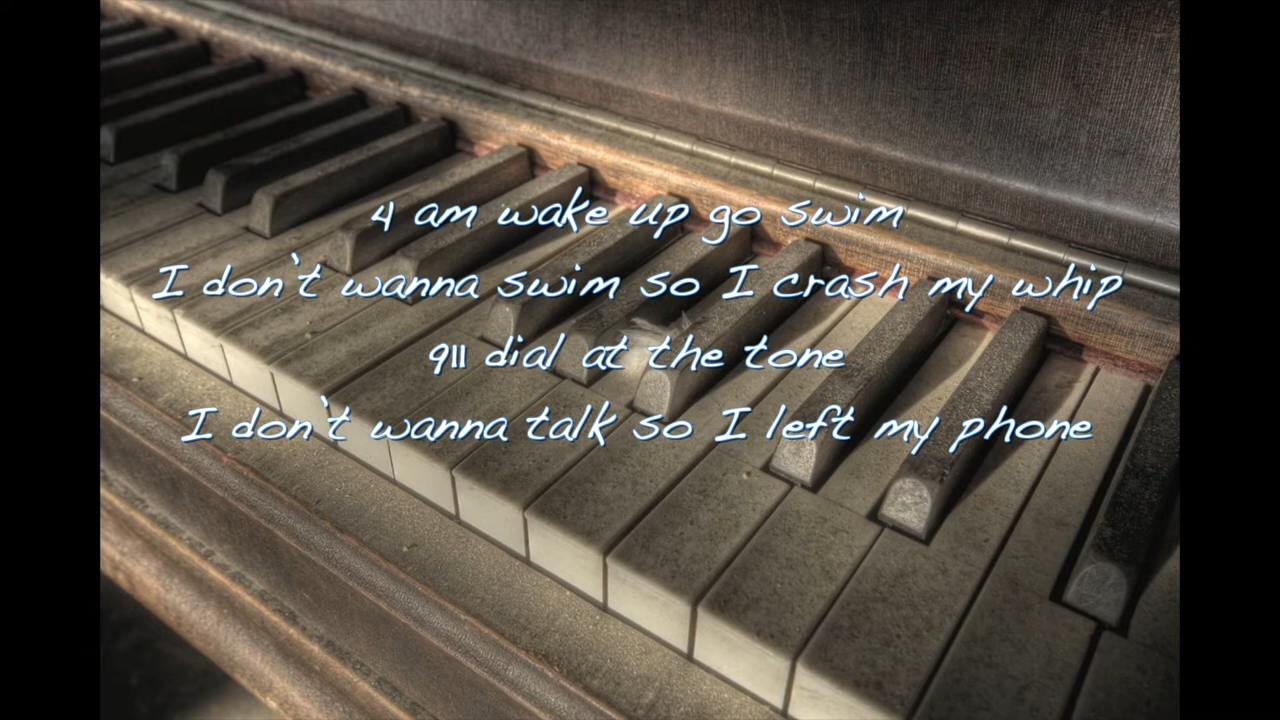 4 am wake up go swim
I don't wanna swim so I crash my whip
911 dial at the tone
I don't wanna talk so I left my phone